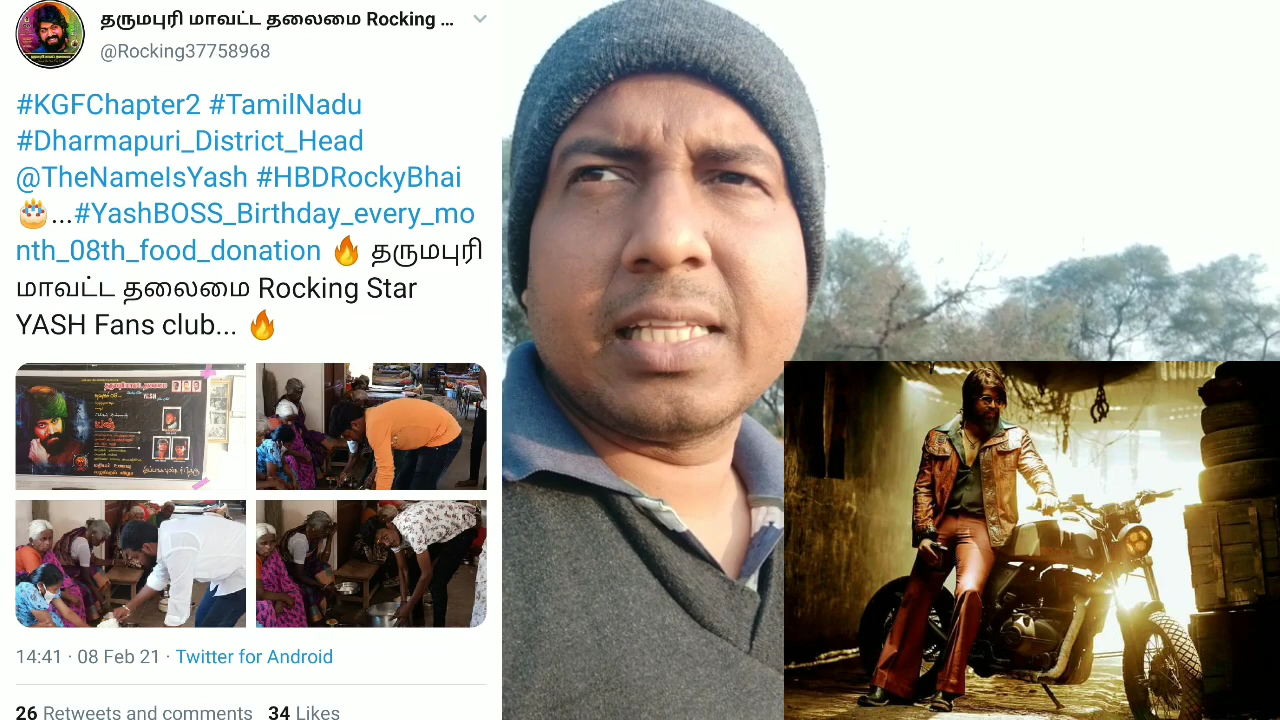 தருமபுரி மாவட்ட தலைமை Rocking ...
@Rocking37758968
#KGFChapter2 #TamilNadu
#Dharmapuri_District_Head
@TheNameIsYash #HBDRockyBhai
🎂...#YashBOSS_Birthday_every_mo
nth_08th_food_donation 🔥 தருமபுரி
மாவட்ட தலைமை Rocking Star
YASH Fans club... 🔥
14:41 · 08 Feb 21 · Twitter for Android
26 Retweets and comments 34 Likes